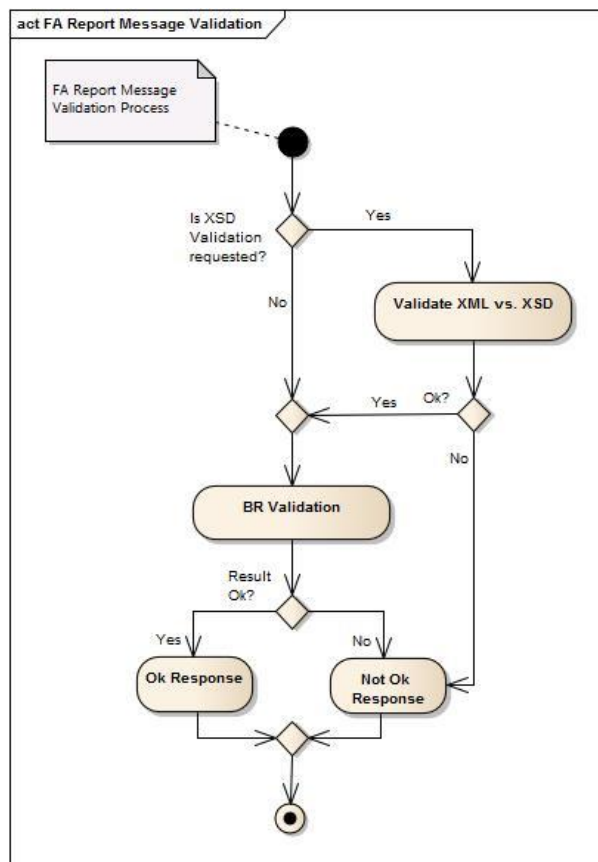 act FA Report Message Validation
FA Report Message
Validation Process
Is XSD
Validation
requested?
Yes
No
Validate XML vs. XSD
Ok?
Yes
No
BR Validation
Result
Ok?
Yes
No
Ok Response
Not Ok
Response